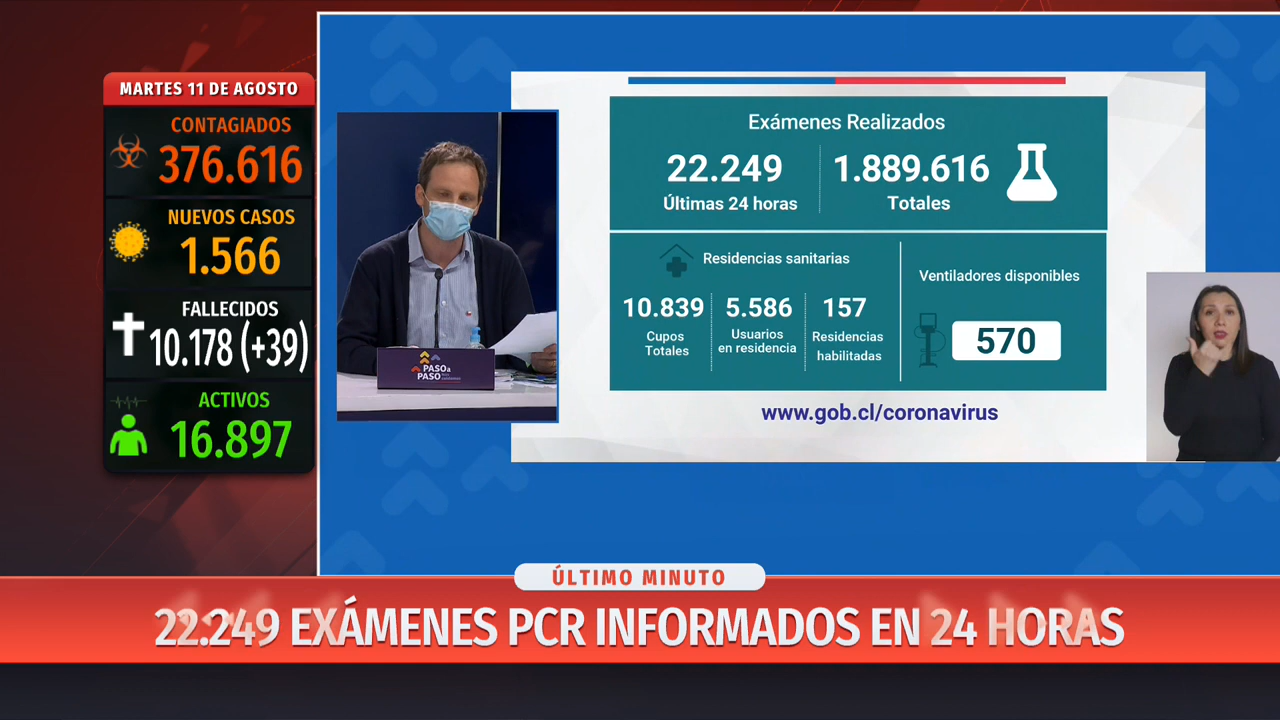 MARTES 11 DE AGOSTO
CONTAGIADOS
376.616
NUEVOS CASOS
1.566
FALLECIDOS
10.178 (+39)
ACTIVOS
16.897
PASO a
PASO
Exámenes Realizados
22.249
Últimas 24 horas
1.889.616
Totales
Residencias sanitarias
10.839
Cupos
Totales
5.586
Usuarios
en residencia
157
Residencias
habilitadas
Ventiladores disponibles
570
www.gob.cl/coronavirus
ÚLTIMO MINUTO
22.249 EXÁMENES PCR INFORMADOS EN 24 HORAS